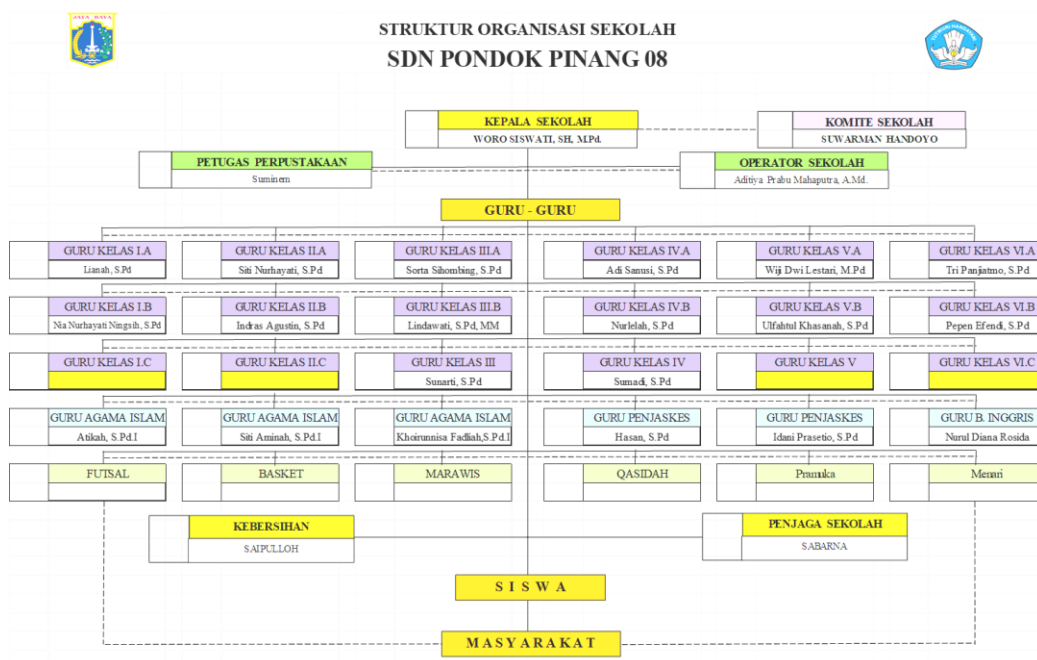 JAYA RAYA
STRUKTUR ORGANISASI SEKOLAH
SDN PONDOK PINANG 08
TUT WURI HANDAYANI
KEPALA SEKOLAH
WORO SISWATI, SH, M.Pd.
KOMITE SEKOLAH
SUWARMAN HANDOYO
PETUGAS PERPUSTAKAAN
Suminem
OPERATOR SEKOLAH
Aditiya Prabu Mahaputra, A.Md.
GURU - GURU
GURU KELAS I.A
Lianah, S.Pd
GURU KELAS II.A
Siti Nurhayati, S.Pd
GURU KELAS III.A
Sorta Sihombing, S.Pd
GURU KELAS IV.A
Adi Sanusi, S.Pd
GURU KELAS V.A
Wiji Dwi Lestari, M.Pd
GURU KELAS VI.A
Tri Panjiatmo, S.Pd
GURU KELAS I.B
Nia Nurhayati Ningsih, S.Pd
GURU KELAS II.B
Indras Agustin, S.Pd
GURU KELAS III.B
Lindawati, S.Pd, MM
GURU KELAS IV.B
Nurlelah, S.Pd
GURU KELAS V.B
Ulfahtul Khasanah, S.Pd
GURU KELAS VI.B
Pepen Efendi, S.Pd
GURU KELAS I.C
GURU KELAS II.C
GURU KELAS III
Sunarti, S.Pd
GURU KELAS IV
Sumadi, S.Pd
GURU KELAS V
GURU KELAS VI.C
GURU AGAMA ISLAM
Atikah, S.Pd.I
GURU AGAMA ISLAM
Siti Aminah, S.Pd.I
GURU AGAMA ISLAM
Khoirunnisa Fadliah,S.Pd.I
GURU PENJASKES
Hasan, S.Pd
GURU PENJASKES
Idani Prasetio, S.Pd
GURU B. INGGRIS
Nurul Diana Rosida
FUTSAL
BASKET
MARAWIS
QASIDAH
Pramuka
Menari
KEBERSIHAN
SAIPULLOH
PENJAGA SEKOLAH
SABARNA
S I S W A
MASYARAKAT